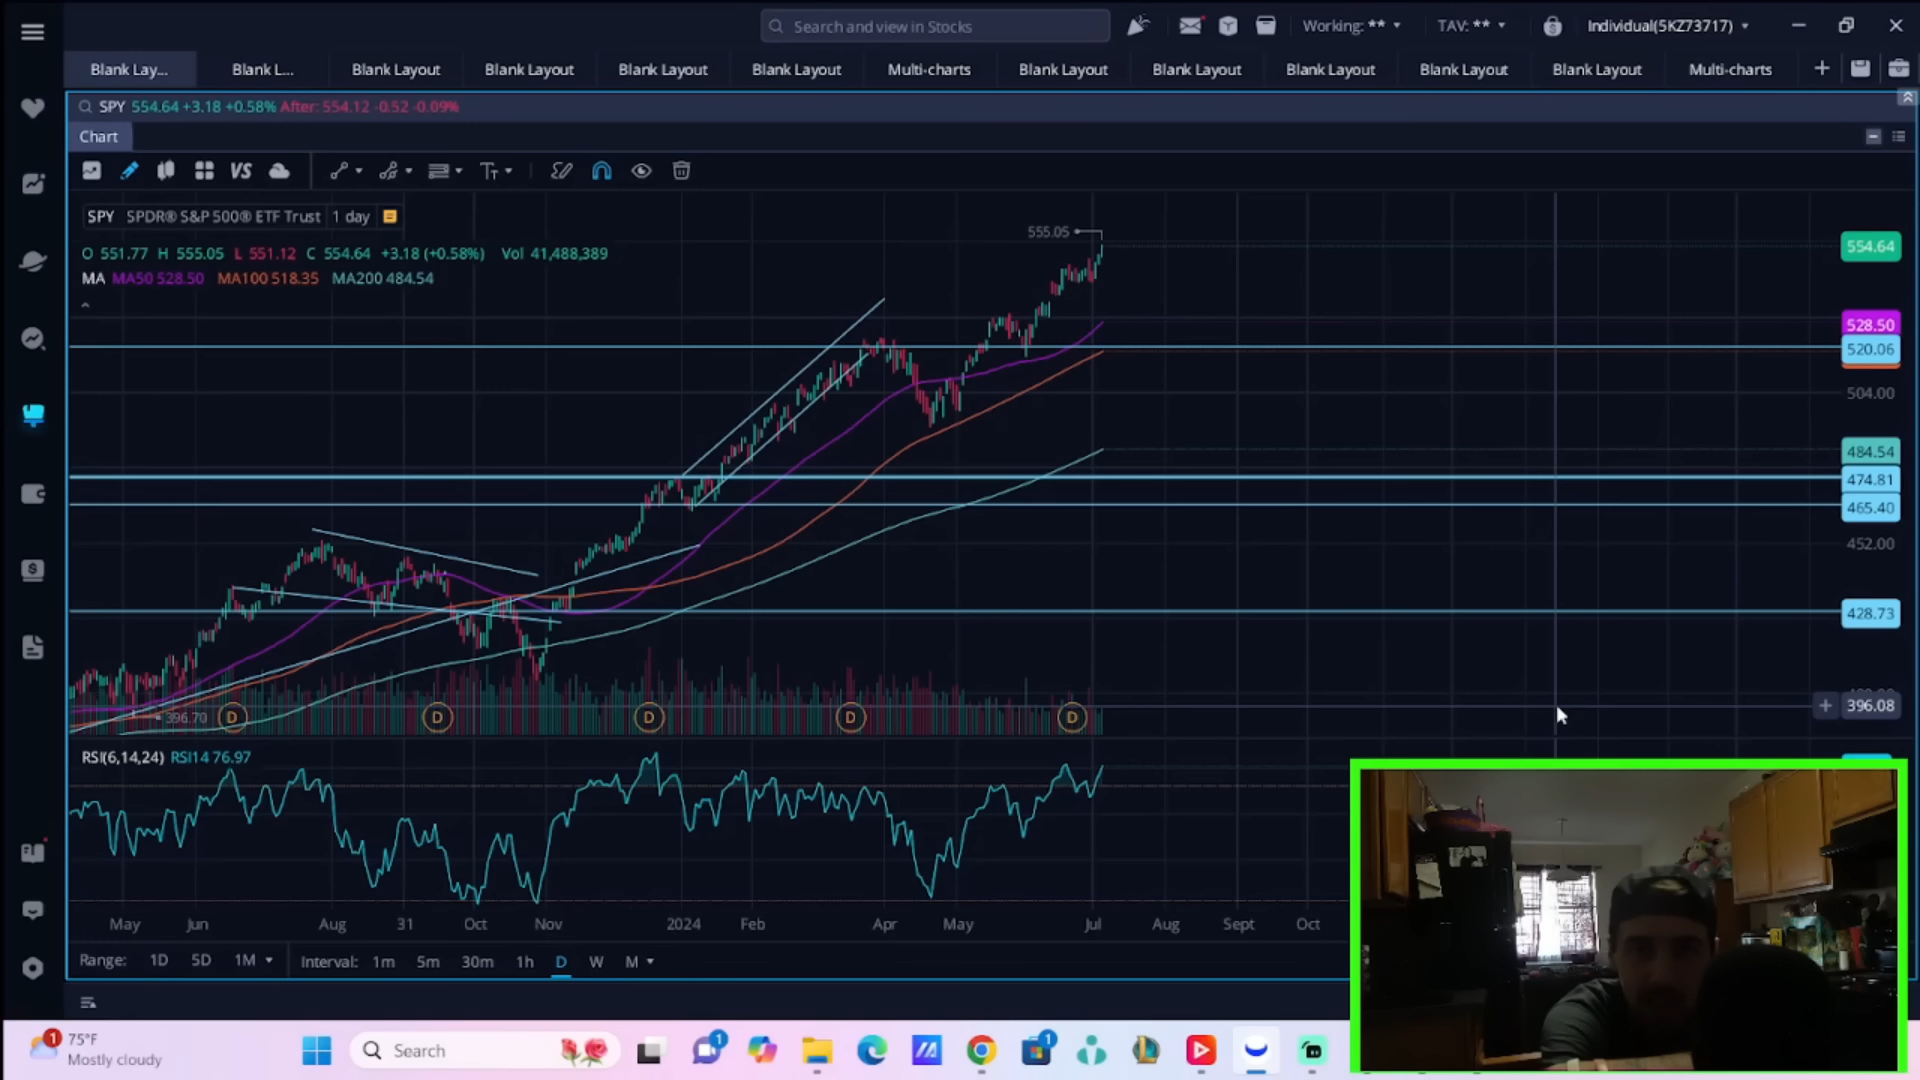 Search and view in Stocks
Working: **
TAV: **
Individual(5KZ73717)
Blank Lay...
Blank L...
Blank Layout
Blank Layout
Blank Layout
Blank Layout
Multi-charts
Blank Layout
Blank Layout
Blank Layout
Blank Layout
Blank Layout
Multi-charts
SPY 554.64 +3.18 +0.58% After: 554.12 -0.52 -0.09%
Chart
VS
SPY SPDR® S&P 500® ETF Trust 1 day
O 551.77 H 555.05 L 551.12 C 554.64 +3.18 (+0.58%) Vol 41,488,389
MA MA50 528.50 MA100 518.35 MA200 484.54
555.05
554.64
528.50
520.06
504.00
484.54
474.81
465.40
452.00
428.73
396.08
396.70
D D D D D
RSI(6,14,24) RSI14 76.97
May Jun Aug 31 Oct Nov 2024 Feb Apr May Jul Aug Sept Oct
Range: 1D 5D 1M Interval: 1m 5m 30m 1h D W M
1
75°F
Mostly cloudy
Search
1
1